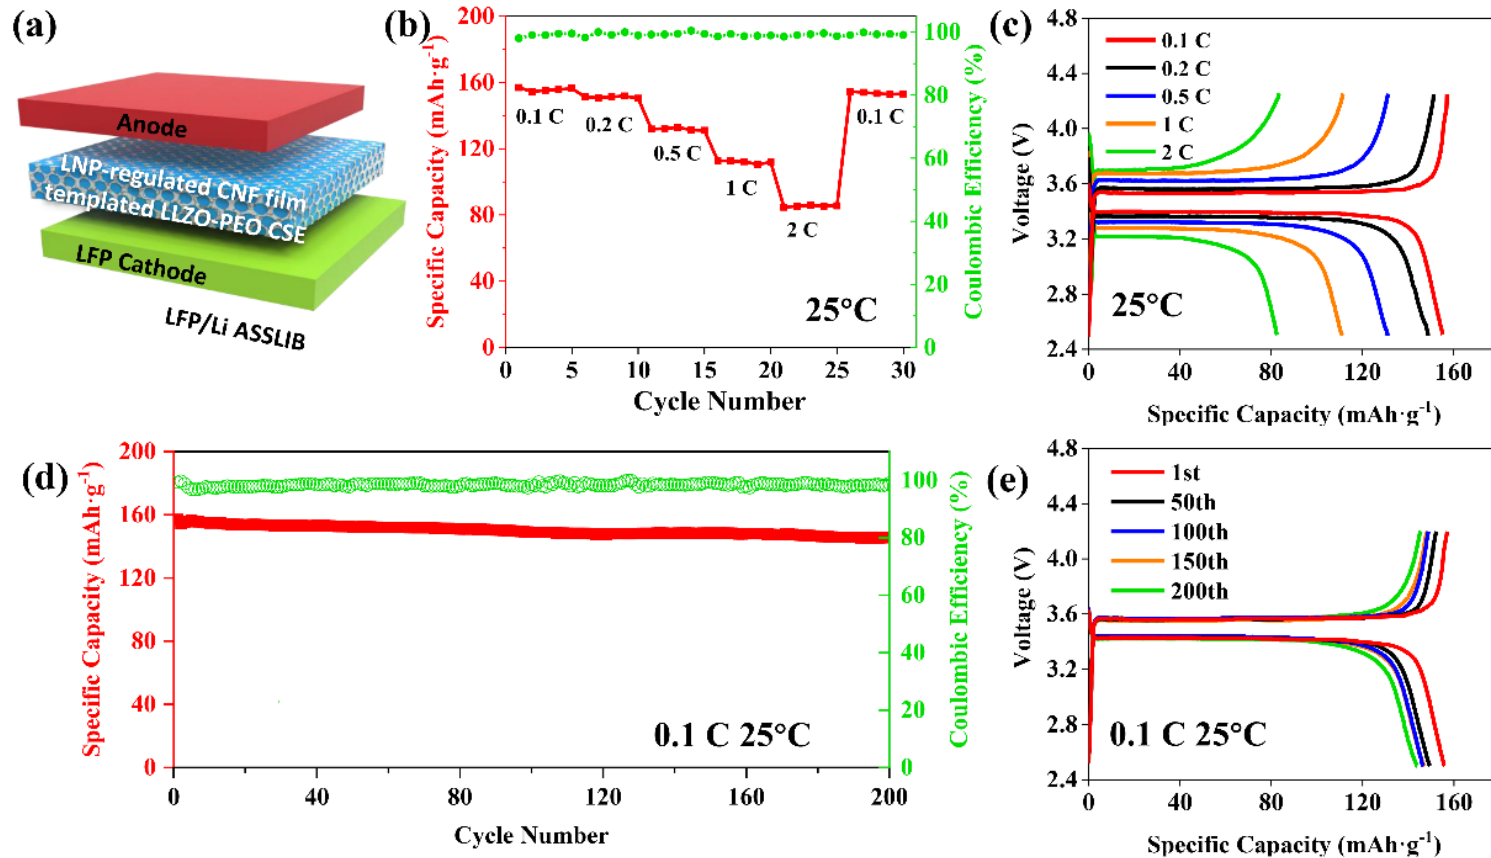 (a)
Anode
LNP-regulated CNF film
templated LLZO-PEO CSE
LFP Cathode
LFP/Li ASSLIB
(b)
Specific Capacity (mAh·g⁻¹)
200
160
120
80
40
0
0.1 C
0.2 C
0.5 C
1 C
2 C
0.1 C
25°C
100
80
60
40
20
0
Coulombic Efficiency (%)
0 5 10 15 20 25 30
Cycle Number
(c)
Voltage (V)
4.8
4.4
4.0
3.6
3.2
2.8
2.4
0.1 C
0.2 C
0.5 C
1 C
2 C
25°C
0 40 80 120 160
Specific Capacity (mAh·g⁻¹)
(d)
Specific Capacity (mAh·g⁻¹)
200
160
120
80
40
0
0.1 C 25°C
100
80
60
40
20
0
Coulombic Efficiency (%)
0 40 80 120 160 200
Cycle Number
(e)
Voltage (V)
4.8
4.4
4.0
3.6
3.2
2.8
2.4
1st
50th
100th
150th
200th
0.1 C 25°C
0 40 80 120 160
Specific Capacity (mAh·g⁻¹)